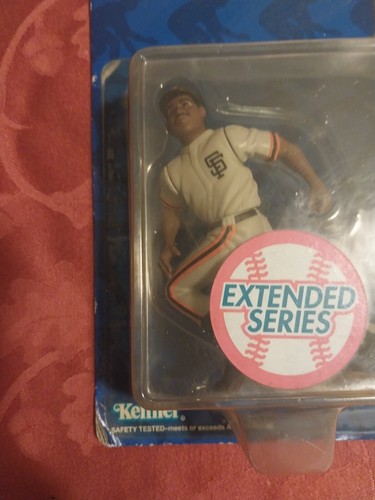 SF
EXTENDED
SERIES
Kenner
SAFETY TESTED-meets or exceeds A